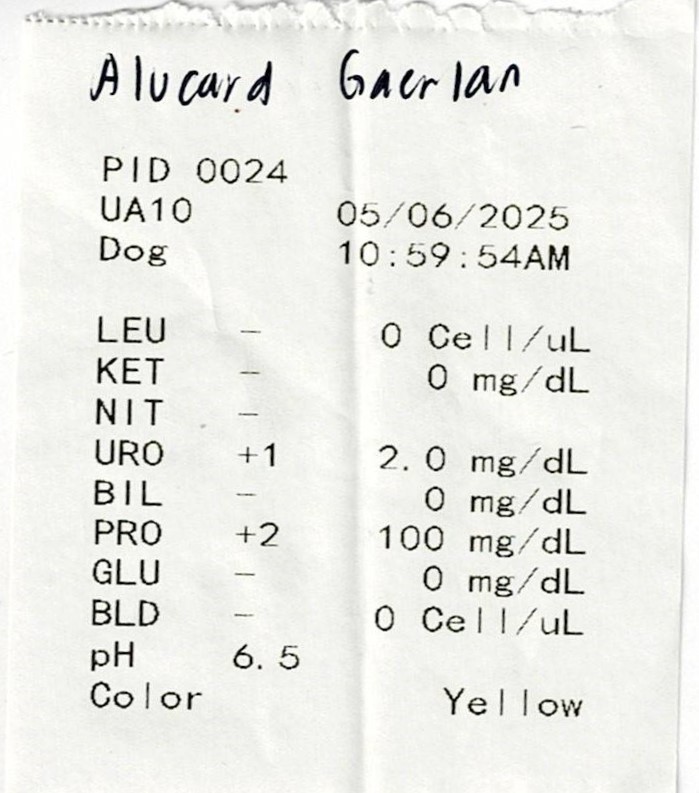 Alucard Gaerlan
PID 0024
UA10 05/06/2025
Dog 10:59:54AM
LEU - 0 Cell/uL
KET - 0 mg/dL
NIT -
URO +1 2.0 mg/dL
BIL - 0 mg/dL
PRO +2 100 mg/dL
GLU - 0 mg/dL
BLD - 0 Cell/uL
pH 6.5
Color Yellow